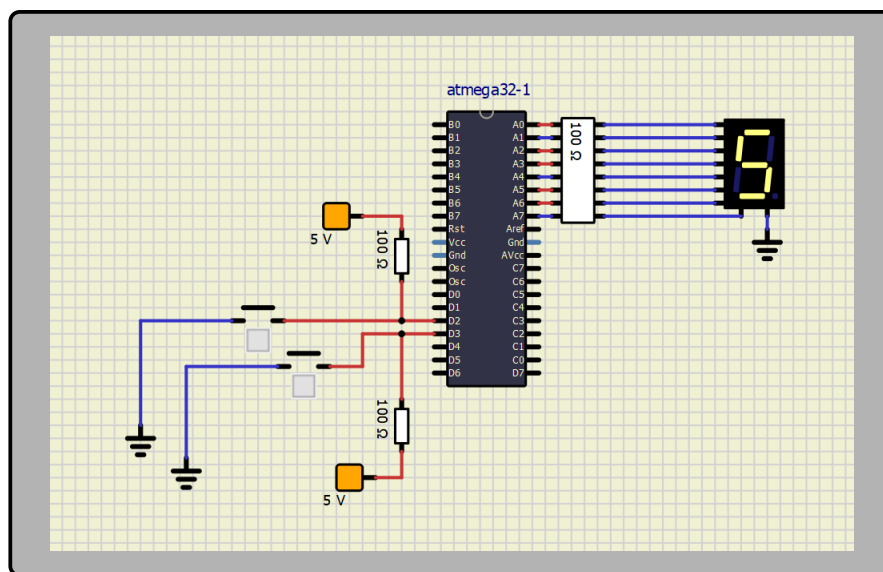 atmega32-1
B0 A0
B1 A1
B2 A2
B3 A3
B4 A4
B5 A5
B6 A6
B7 A7
Rst Aref
Vcc Gnd
Gnd AVcc
Osc C7
Osc C6
D0 C5
D1 C4
D2 C3
D3 C2
D4 C1
D5 C0
D6 D7
100 Ω
5
5 V
100 Ω
100 Ω
5 V